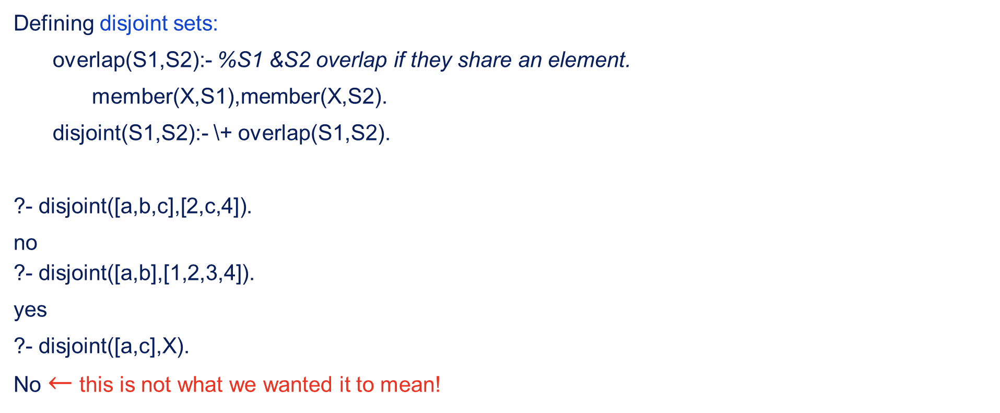 Defining disjoint sets:
overlap(S1,S2):- %S1 &S2 overlap if they share an element.
member(X,S1),member(X,S2).
disjoint(S1,S2):- \+ overlap(S1,S2).
?- disjoint([a,b,c],[2,c,4]).
no
?- disjoint([a,b],[1,2,3,4]).
yes
?- disjoint([a,c],X).
No ← this is not what we wanted it to mean!